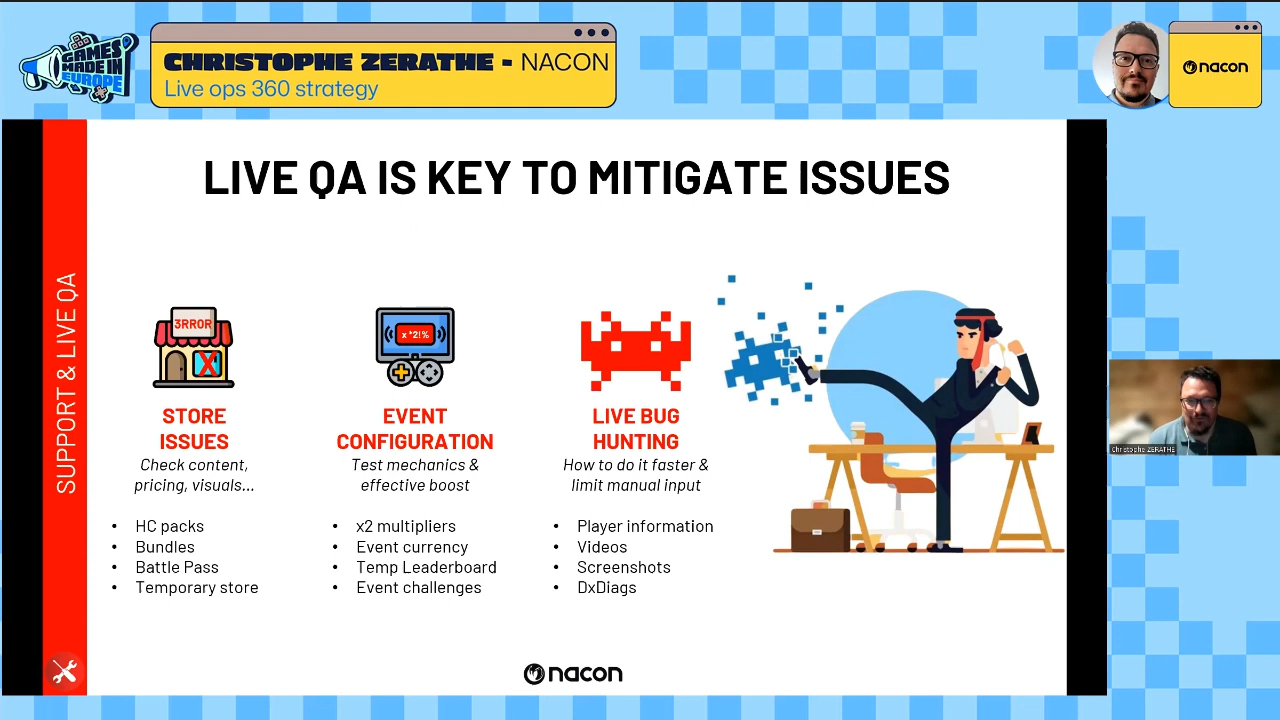 GAMES
MADE IN
EUROPE
CHRISTOPHE ZERATHE - NACON
Live ops 360 strategy
nacon
LIVE QA IS KEY TO MITIGATE ISSUES
SUPPORT & LIVE QA
3RROR
X
STORE
ISSUES
Check content,
pricing, visuals...
• HC packs
• Bundles
• Battle Pass
• Temporary store
x *2!%
EVENT
CONFIGURATION
Test mechanics &
effective boost
• x2 multipliers
• Event currency
• Temp Leaderboard
• Event challenges
LIVE BUG
HUNTING
How to do it faster &
limit manual input
• Player information
• Videos
• Screenshots
• DxDiags
nacon
Christophe ZERATHE